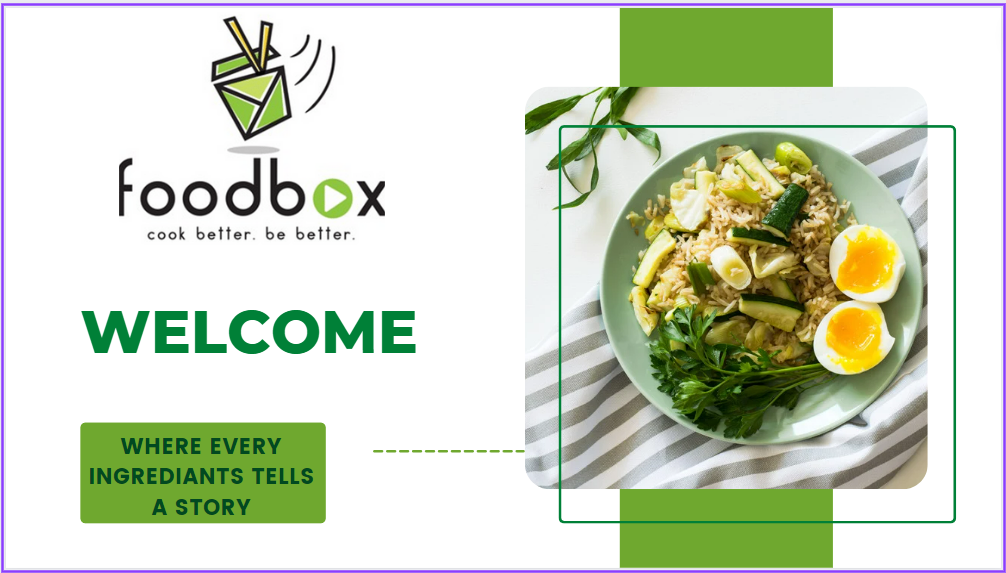 foodbox
cook better. be better.
WELCOME
WHERE EVERY
INGREDIANTS TELLS
A STORY